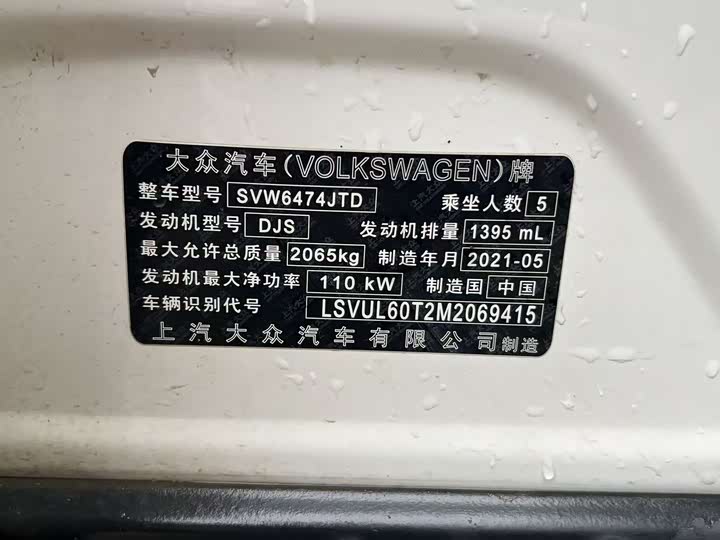 大众汽车(VOLKSWAGEN)牌
整车型号 SVW6474JTD 乘坐人数 5
发动机型号 DJS 发动机排量 1395 mL
最大允许总质量 2065kg 制造年月 2021-05
发动机最大净功率 110 kW 制造国 中国
车辆识别代号 LSVUL60T2M2069415
上汽大众汽车有限公司制造